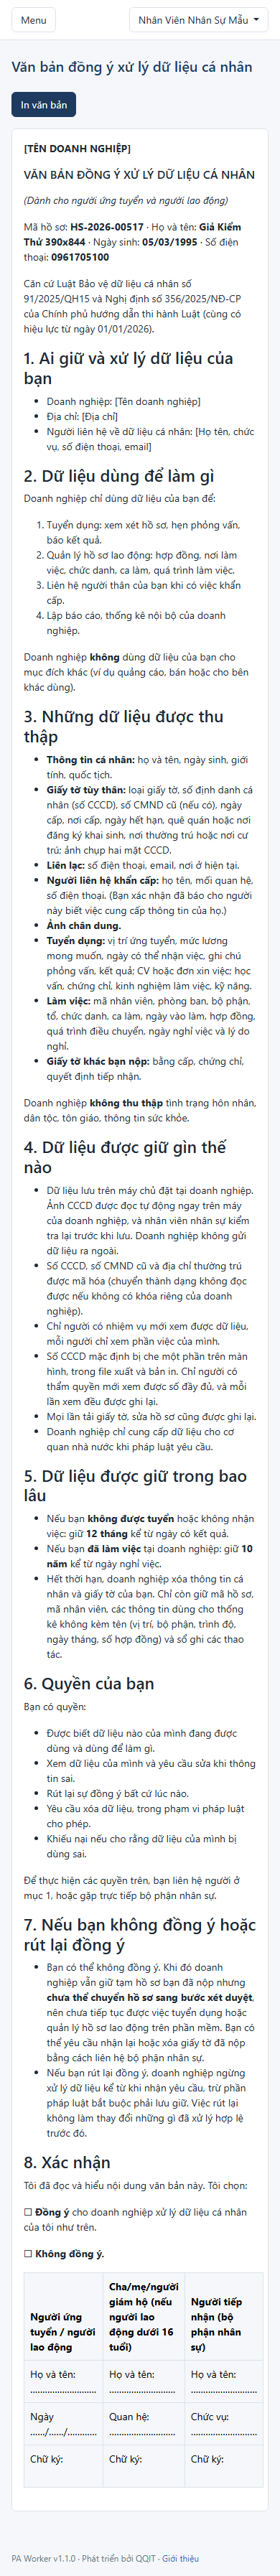 Menu
Nhân Viên Nhân Sự Mẫu
Văn bản đồng ý xử lý dữ liệu cá nhân
In văn bản
[TÊN DOANH NGHIỆP]
VĂN BẢN ĐỒNG Ý XỬ LÝ DỮ LIỆU CÁ NHÂN
(Dành cho người ứng tuyển và người lao động)
Mã hồ sơ: HS-2026-00517 · Họ và tên: Giả Kiểm
Thử 390x844 · Ngày sinh: 05/03/1995 · Số điện
thoại: 0961705100
Căn cứ Luật Bảo vệ dữ liệu cá nhân số
91/2025/QH15 và Nghị định số 356/2025/NĐ-CP
của Chính phủ hướng dẫn thi hành Luật (cùng có
hiệu lực từ ngày 01/01/2026).
1. Ai giữ và xử lý dữ liệu của
bạn
• Doanh nghiệp: [Tên doanh nghiệp]
• Địa chỉ: [Địa chỉ]
• Người liên hệ về dữ liệu cá nhân: [Họ tên, chức
vụ, số điện thoại, email]
2. Dữ liệu dùng để làm gì
Doanh nghiệp chỉ dùng dữ liệu của bạn để:
1. Tuyển dụng: xem xét hồ sơ, hẹn phỏng vấn,
báo kết quả.
2. Quản lý hồ sơ lao động: hợp đồng, nơi làm
việc, chức danh, ca làm, quá trình làm việc.
3. Liên hệ người thân của bạn khi có việc khẩn
cấp.
4. Lập báo cáo, thống kê nội bộ của doanh
nghiệp.
Doanh nghiệp không dùng dữ liệu của bạn cho
mục đích khác (ví dụ quảng cáo, bán hoặc cho bên
khác dùng).
3. Những dữ liệu được thu
thập
• Thông tin cá nhân: họ và tên, ngày sinh, giới
tính, quốc tịch.
• Giấy tờ tùy thân: loại giấy tờ, số định danh cá
nhân (số CCCD), số CMND cũ (nếu có), ngày
cấp, nơi cấp, ngày hết hạn, quê quán hoặc nơi
đăng ký khai sinh, nơi thường trú hoặc nơi cư
trú; ảnh chụp hai mặt CCCD.
• Liên lạc: số điện thoại, email, nơi ở hiện tại.
• Người liên hệ khẩn cấp: họ tên, mối quan hệ,
số điện thoại. (Bạn xác nhận đã báo cho người
này biết việc cung cấp thông tin của họ.)
• Ảnh chân dung.
• Tuyển dụng: vị trí ứng tuyển, mức lương
mong muốn, ngày có thể nhận việc, ghi chú
phỏng vấn, kết quả; CV hoặc đơn xin việc; học
vấn, chứng chỉ, kinh nghiệm làm việc, kỹ năng.
• Làm việc: mã nhân viên, phòng ban, bộ phận,
tổ, chức danh, ca làm, ngày vào làm, hợp đồng,
quá trình điều chuyển, ngày nghỉ việc và lý do
nghỉ.
• Giấy tờ khác bạn nộp: bằng cấp, chứng chỉ,
quyết định tiếp nhận.
Doanh nghiệp không thu thập tình trạng hôn nhân,
dân tộc, tôn giáo, thông tin sức khỏe.
4. Dữ liệu được giữ gìn thế
nào
• Dữ liệu lưu trên máy chủ đặt tại doanh nghiệp.
Ảnh CCCD được đọc tự động ngay trên máy
của doanh nghiệp, và nhân viên nhân sự kiểm
tra lại trước khi lưu. Doanh nghiệp không gửi
dữ liệu ra ngoài.
• Số CCCD, số CMND cũ và địa chỉ thường trú
được mã hóa (chuyển thành dạng không đọc
được nếu không có khóa riêng của doanh
nghiệp).
• Chỉ người có nhiệm vụ mới xem được dữ liệu,
mỗi người chỉ xem phần việc của mình.
• Số CCCD mặc định bị che một phần trên màn
hình, trong file xuất và bản in. Chỉ người có
thẩm quyền mới xem được số đầy đủ, và mỗi
lần xem đều được ghi lại.
• Mọi lần tải giấy tờ, sửa hồ sơ cũng được ghi lại.
• Doanh nghiệp chỉ cung cấp dữ liệu cho cơ
quan nhà nước khi pháp luật yêu cầu.
5. Dữ liệu được giữ trong bao
lâu
• Nếu bạn không được tuyển hoặc không nhận
việc: giữ 12 tháng kể từ ngày có kết quả.
• Nếu bạn đã làm việc tại doanh nghiệp: giữ 10
năm kể từ ngày nghỉ việc.
• Hết thời hạn, doanh nghiệp xóa thông tin cá
nhân và giấy tờ của bạn. Chỉ còn giữ mã hồ sơ,
mã nhân viên, các thông tin dùng cho thống
kê không kèm tên (vị trí, bộ phận, trình độ,
ngày tháng, số hợp đồng) và sổ ghi các thao
tác.
6. Quyền của bạn
Bạn có quyền:
• Được biết dữ liệu nào của mình đang được
dùng và dùng để làm gì.
• Xem dữ liệu của mình và yêu cầu sửa khi thông
tin sai.
• Rút lại sự đồng ý bất cứ lúc nào.
• Yêu cầu xóa dữ liệu, trong phạm vi pháp luật
cho phép.
• Khiếu nại nếu cho rằng dữ liệu của mình bị
dùng sai.
Để thực hiện các quyền trên, bạn liên hệ người ở
mục 1, hoặc gặp trực tiếp bộ phận nhân sự.
7. Nếu bạn không đồng ý hoặc
rút lại đồng ý
• Bạn có thể không đồng ý. Khi đó doanh
nghiệp vẫn giữ tạm hồ sơ bạn đã nộp nhưng
chưa thể chuyển hồ sơ sang bước xét duyệt,
nên chưa tiếp tục được việc tuyển dụng hoặc
quản lý hồ sơ lao động trên phần mềm. Bạn có
thể yêu cầu nhận lại hoặc xóa giấy tờ đã nộp
bằng cách liên hệ bộ phận nhân sự.
• Nếu bạn rút lại đồng ý, doanh nghiệp ngừng
xử lý dữ liệu kể từ khi nhận yêu cầu, trừ phần
pháp luật bắt buộc phải lưu giữ. Việc rút lại
không làm thay đổi những gì đã xử lý hợp lệ
trước đó.
8. Xác nhận
Tôi đã đọc và hiểu nội dung văn bản này. Tôi chọn:
☐ Đồng ý cho doanh nghiệp xử lý dữ liệu cá nhân
của tôi như trên.
☐ Không đồng ý.
Người ứng
tuyển / người
lao động
Cha/mẹ/người
giám hộ (nếu
người lao
động dưới 16
tuổi)
Người tiếp
nhận (bộ
phận nhân
sự)
Họ và tên:
...........................
Họ và tên:
...........................
Họ và tên:
...........................
Ngày
....../....../............
Quan hệ:
...........................
Chức vụ:
...........................
Chữ ký:
Chữ ký:
Chữ ký:
PA Worker v1.1.0 · Phát triển bởi QQIT · Giới thiệu